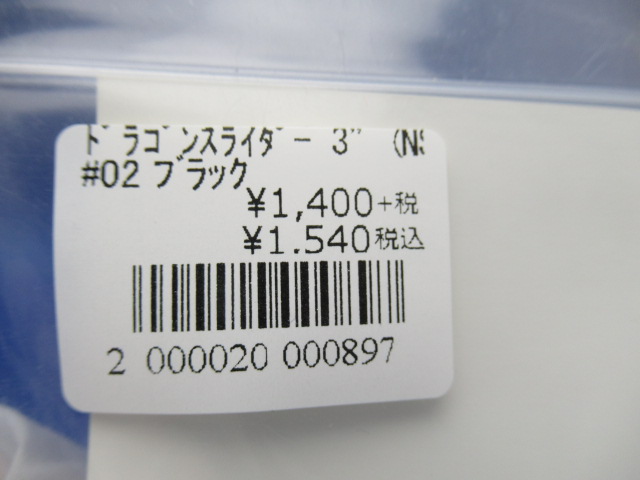 ﾄﾞﾗｺﾞﾝｽﾗｲﾀﾞｰ 3" (NS
#02 ブラック
¥1,400+税
¥1.540税込
2 000020 000897